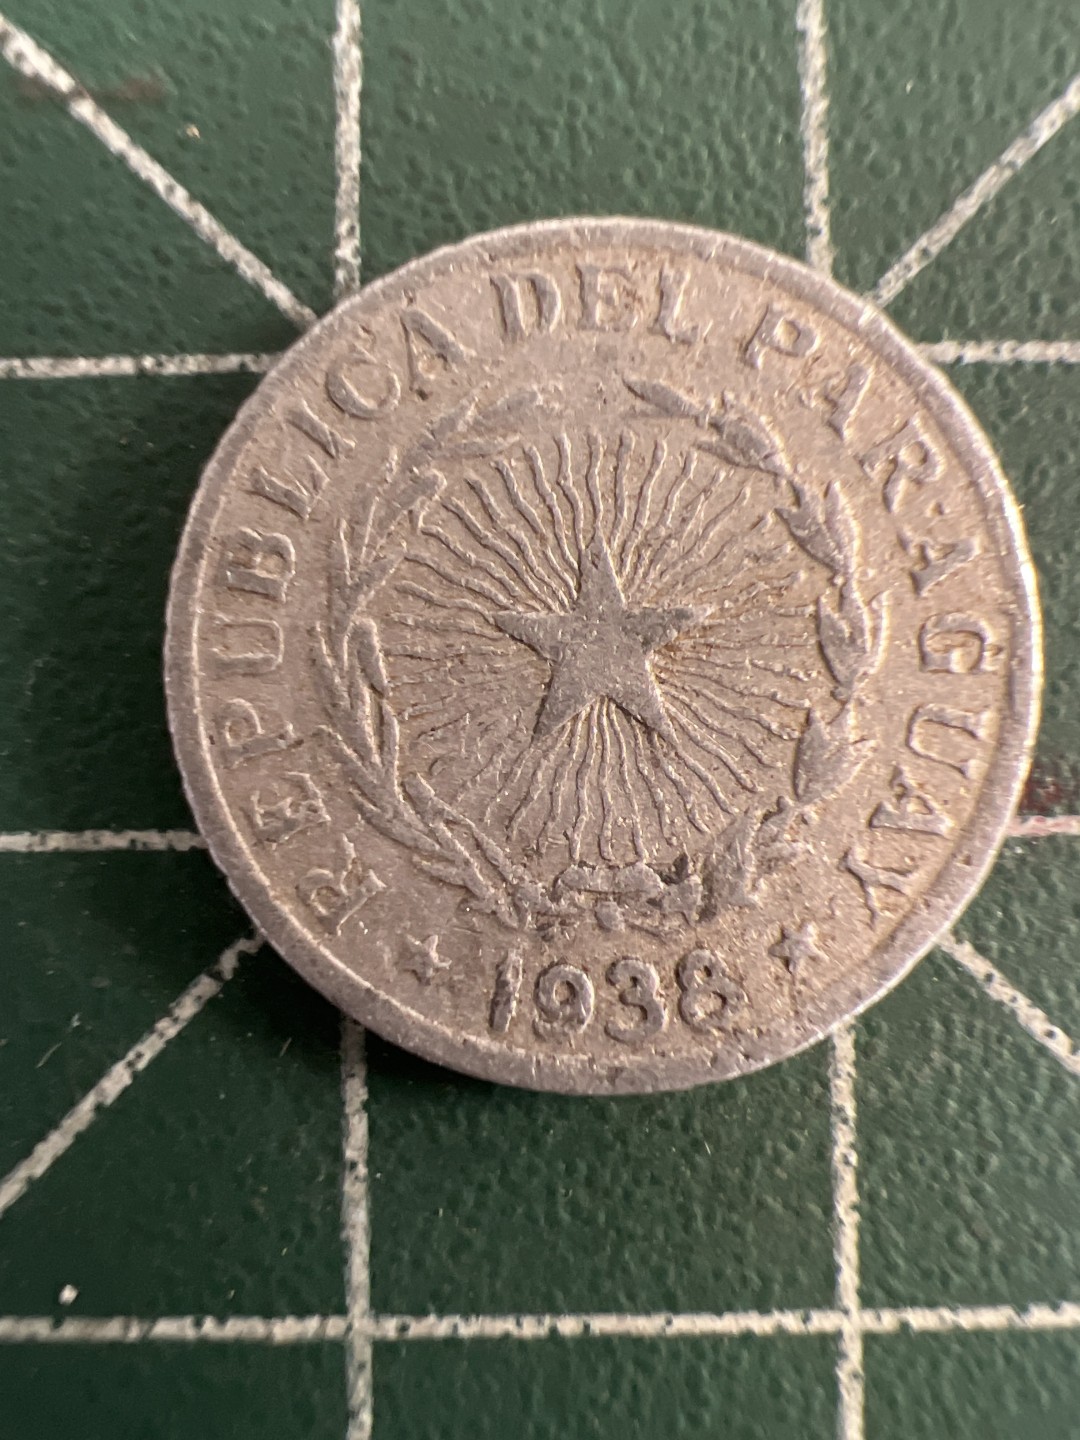 REPUBLICA DEL PARAGUAY
1938